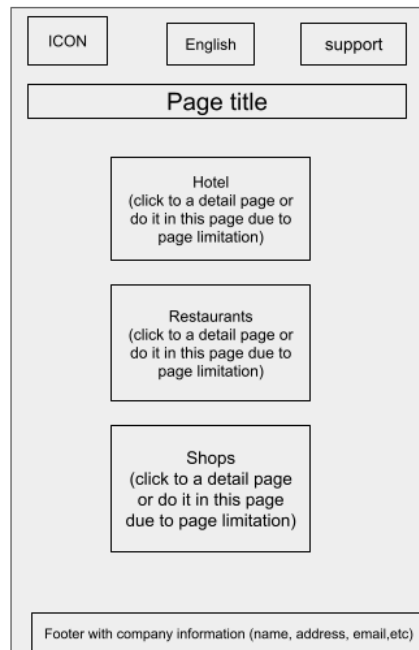 ICON
English
support
Page title
Hotel
(click to a detail page or
do it in this page due to
page limitation)
Restaurants
(click to a detail page or
do it in this page due to
page limitation)
Shops
(click to a detail page
or do it in this page
due to page limitation)
Footer with company information (name, address, email,etc)